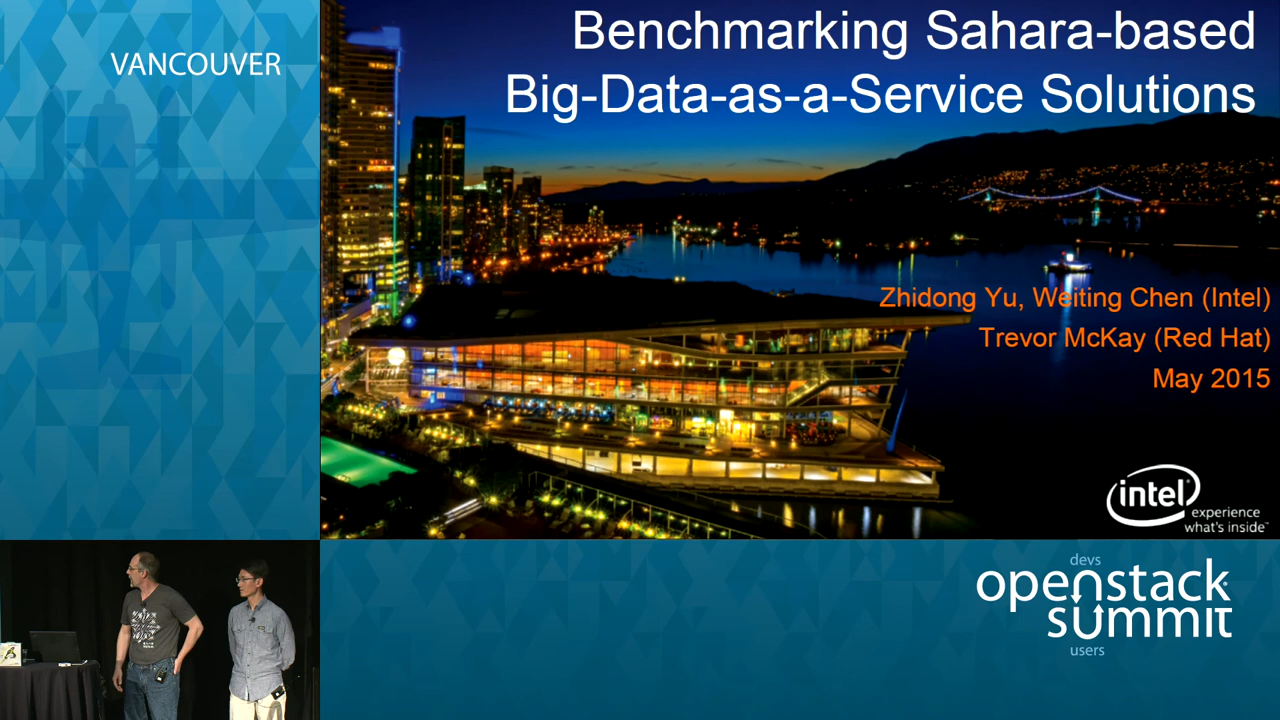 VANCOUVER
Benchmarking Sahara-based
Big-Data-as-a-Service Solutions
Zhidong Yu, Weiting Chen (Intel)
Trevor McKay (Red Hat)
May 2015
intel
experience
what's inside™
devs
openstack
summit
users